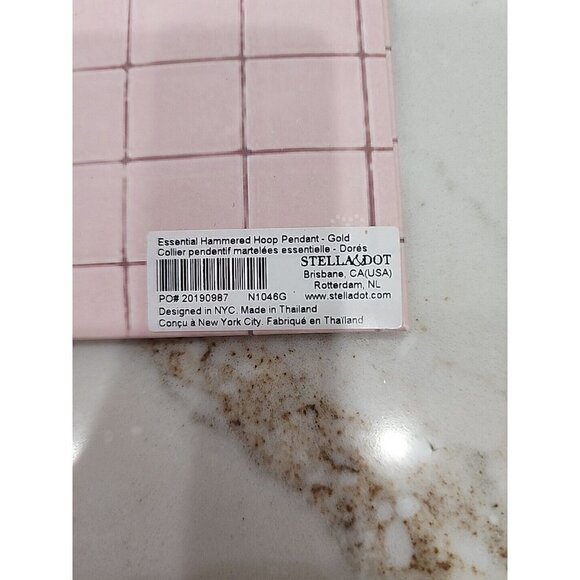 Essential Hammered Hoop Pendant - Gold
Collier pendentif martelées essentielle - Dorés
STELLA&DOT
Brisbane, CA(USA)
Rotterdam, NL
PO# 20190987 N1046G www.stelladot.com
Designed in NYC. Made in Thailand
Conçu à New York City. Fabriqué en Thaïland